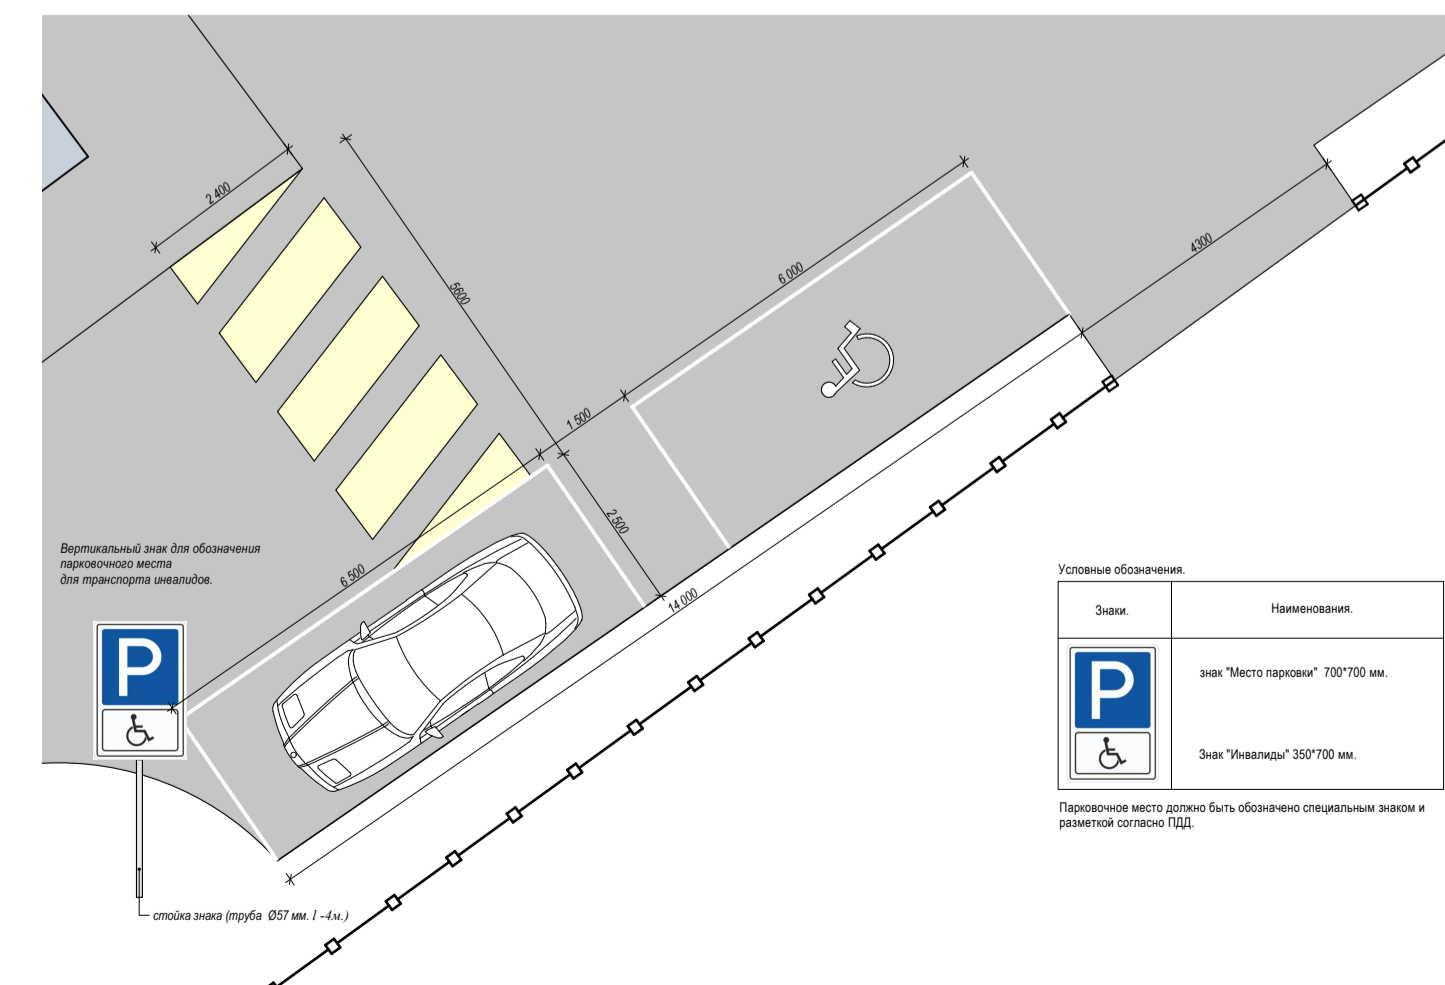 2 400
5600
6 000
4300
1 500
2 500
6 500
14 000
Вертикальный знак для обозначения
парковочного места
для транспорта инвалидов.
P
стойка знака (труба Ø57 мм. l -4м.)
Условные обозначения.
Знаки.
Наименования.
P
знак "Место парковки" 700*700 мм.
Знак "Инвалиды" 350*700 мм.
Парковочное место должно быть обозначено специальным знаком и
разметкой согласно ПДД.